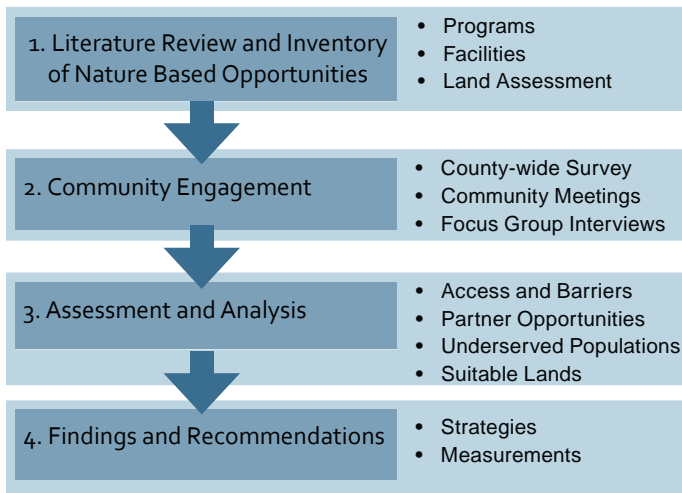 1. Literature Review and Inventory
of Nature Based Opportunities
• Programs
• Facilities
• Land Assessment
2. Community Engagement
• County-wide Survey
• Community Meetings
• Focus Group Interviews
3. Assessment and Analysis
• Access and Barriers
• Partner Opportunities
• Underserved Populations
• Suitable Lands
4. Findings and Recommendations
• Strategies
• Measurements